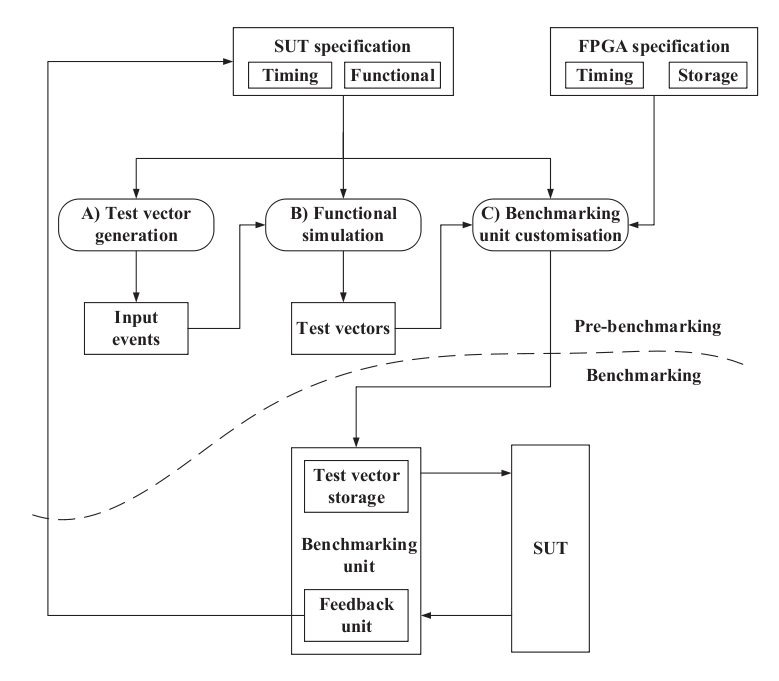 SUT specification
Timing
Functional
FPGA specification
Timing
Storage
A) Test vector
generation
B) Functional
simulation
C) Benchmarking
unit customisation
Input
events
Test vectors
Pre-benchmarking
Benchmarking
Test vector
storage
Benchmarking
unit
Feedback
unit
SUT